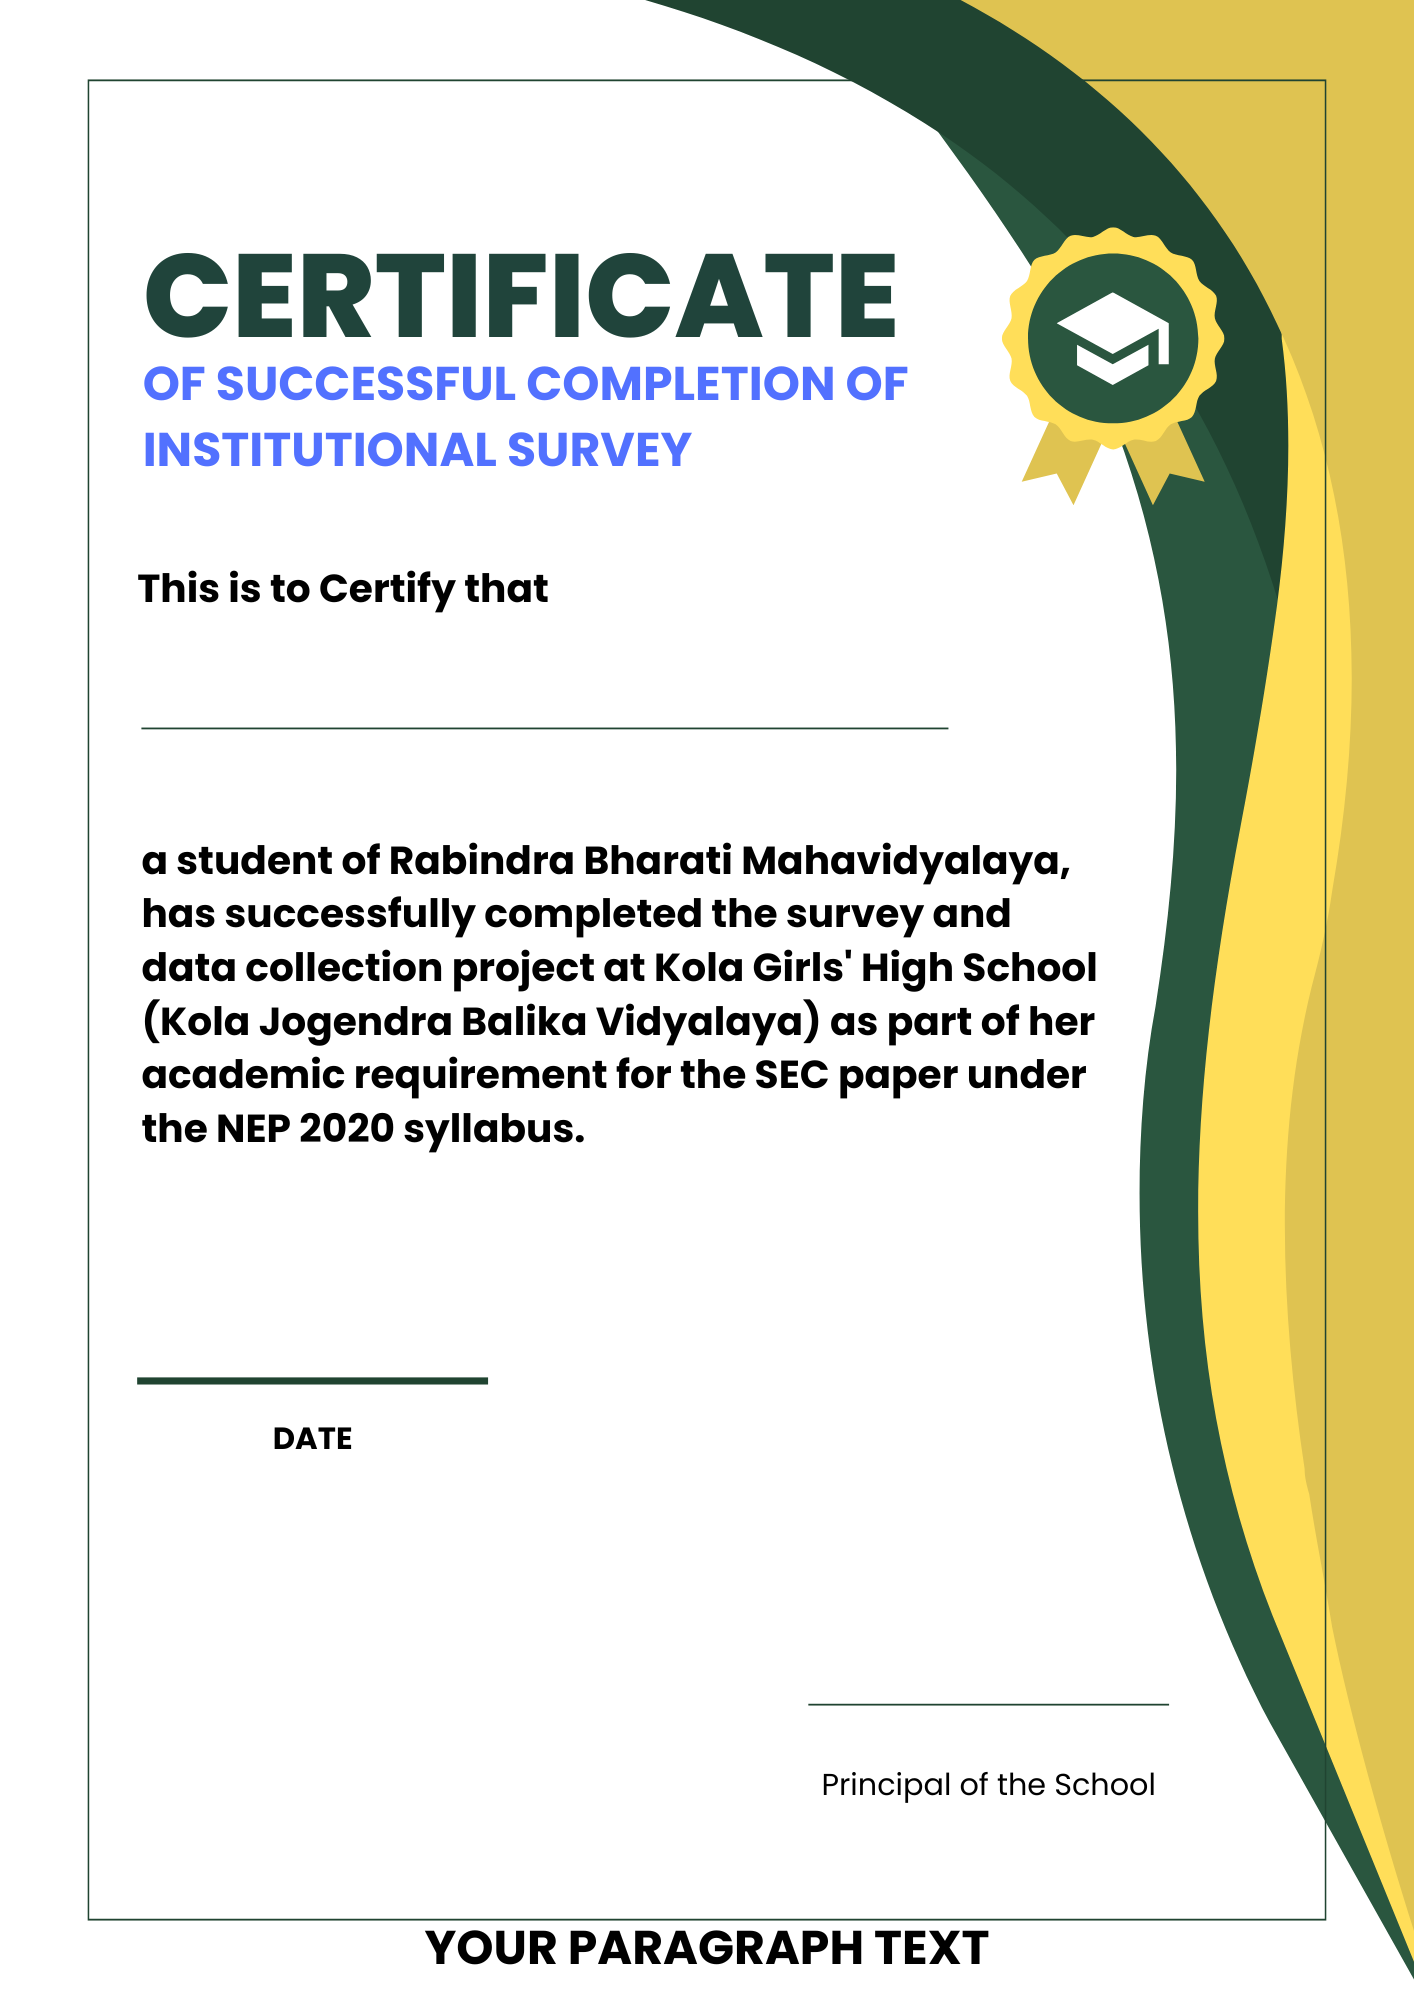 CERTIFICATE
OF SUCCESSFUL COMPLETION OF
INSTITUTIONAL SURVEY
This is to Certify that
a student of Rabindra Bharati Mahavidyalaya,
has successfully completed the survey and
data collection project at Kola Girls' High School
(Kola Jogendra Balika Vidyalaya) as part of her
academic requirement for the SEC paper under
the NEP 2020 syllabus.
DATE
Principal of the School
YOUR PARAGRAPH TEXT